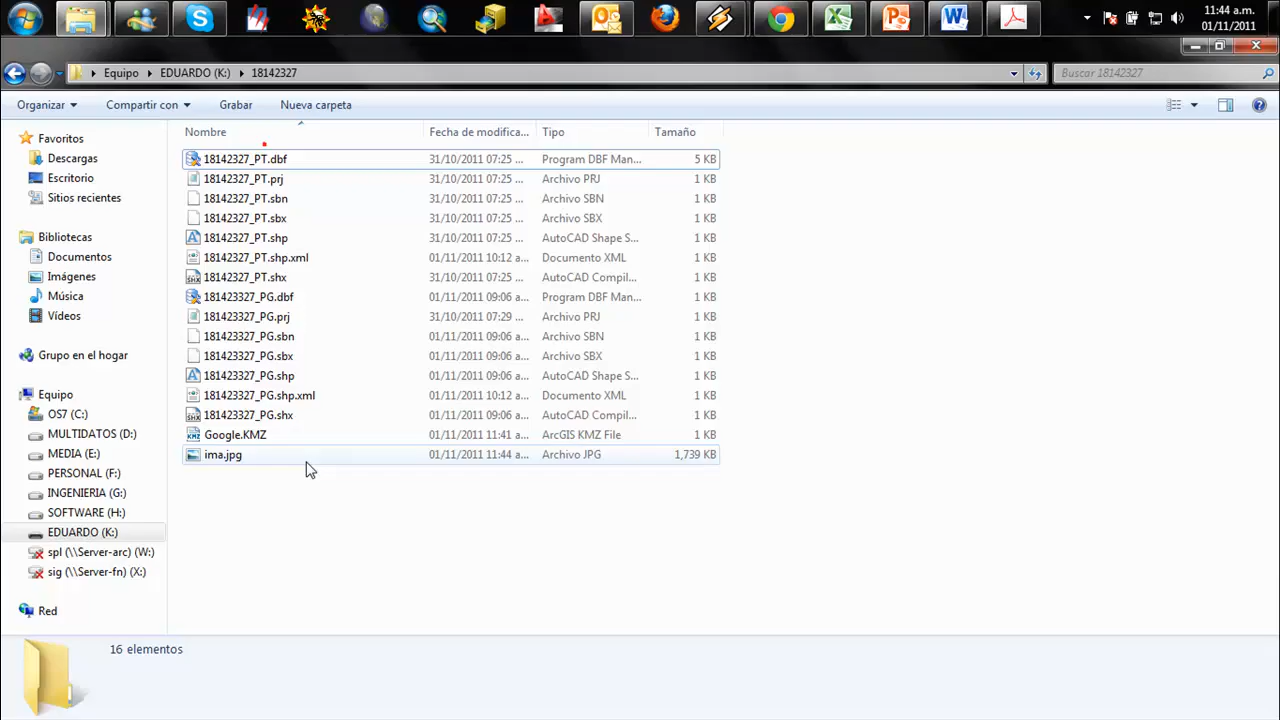 11:44 a.m.
01/11/2011
Equipo ▸ EDUARDO (K:) ▸ 18142327
Buscar 18142327
Organizar Compartir con Grabar Nueva carpeta
Nombre Fecha de modifica... Tipo Tamaño
Favoritos
Descargas
Escritorio
Sitios recientes
Bibliotecas
Documentos
Imágenes
Música
Vídeos
Grupo en el hogar
Equipo
OS7 (C:)
MULTIDATOS (D:)
MEDIA (E:)
PERSONAL (F:)
INGENIERIA (G:)
SOFTWARE (H:)
EDUARDO (K:)
spl (\\Server-arc) (W:)
sig (\\Server-fn) (X:)
Red
18142327_PT.dbf 31/10/2011 07:25 ... Program DBF Man... 5 KB
18142327_PT.prj 31/10/2011 07:25 ... Archivo PRJ 1 KB
18142327_PT.sbn 31/10/2011 07:25 ... Archivo SBN 1 KB
18142327_PT.sbx 31/10/2011 07:25 ... Archivo SBX 1 KB
18142327_PT.shp 31/10/2011 07:25 ... AutoCAD Shape S... 1 KB
18142327_PT.shp.xml 01/11/2011 10:12 a... Documento XML 1 KB
18142327_PT.shx 31/10/2011 07:25 ... AutoCAD Compil... 1 KB
181423327_PG.dbf 01/11/2011 09:06 a... Program DBF Man... 1 KB
181423327_PG.prj 31/10/2011 07:29 ... Archivo PRJ 1 KB
181423327_PG.sbn 01/11/2011 09:06 a... Archivo SBN 1 KB
181423327_PG.sbx 01/11/2011 09:06 a... Archivo SBX 1 KB
181423327_PG.shp 01/11/2011 09:06 a... AutoCAD Shape S... 1 KB
181423327_PG.shp.xml 01/11/2011 10:12 a... Documento XML 1 KB
181423327_PG.shx 01/11/2011 09:06 a... AutoCAD Compil... 1 KB
Google.KMZ 01/11/2011 11:41 a... ArcGIS KMZ File 1 KB
ima.jpg 01/11/2011 11:44 a... Archivo JPG 1,739 KB
16 elementos